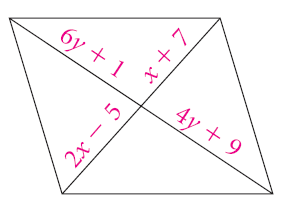 6y + 1
x + 7
2x − 5
4y + 9